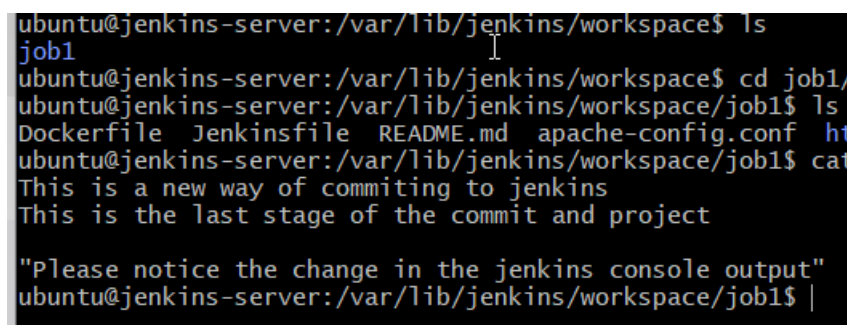 ubuntu@jenkins-server:/var/lib/jenkins/workspace$ ls
job1
ubuntu@jenkins-server:/var/lib/jenkins/workspace$ cd job1/
ubuntu@jenkins-server:/var/lib/jenkins/workspace/job1$ ls
Dockerfile  Jenkinsfile  README.md  apache-config.conf  ht
ubuntu@jenkins-server:/var/lib/jenkins/workspace/job1$ cat
This is a new way of commiting to jenkins
This is the last stage of the commit and project
"Please notice the change in the jenkins console output"
ubuntu@jenkins-server:/var/lib/jenkins/workspace/job1$